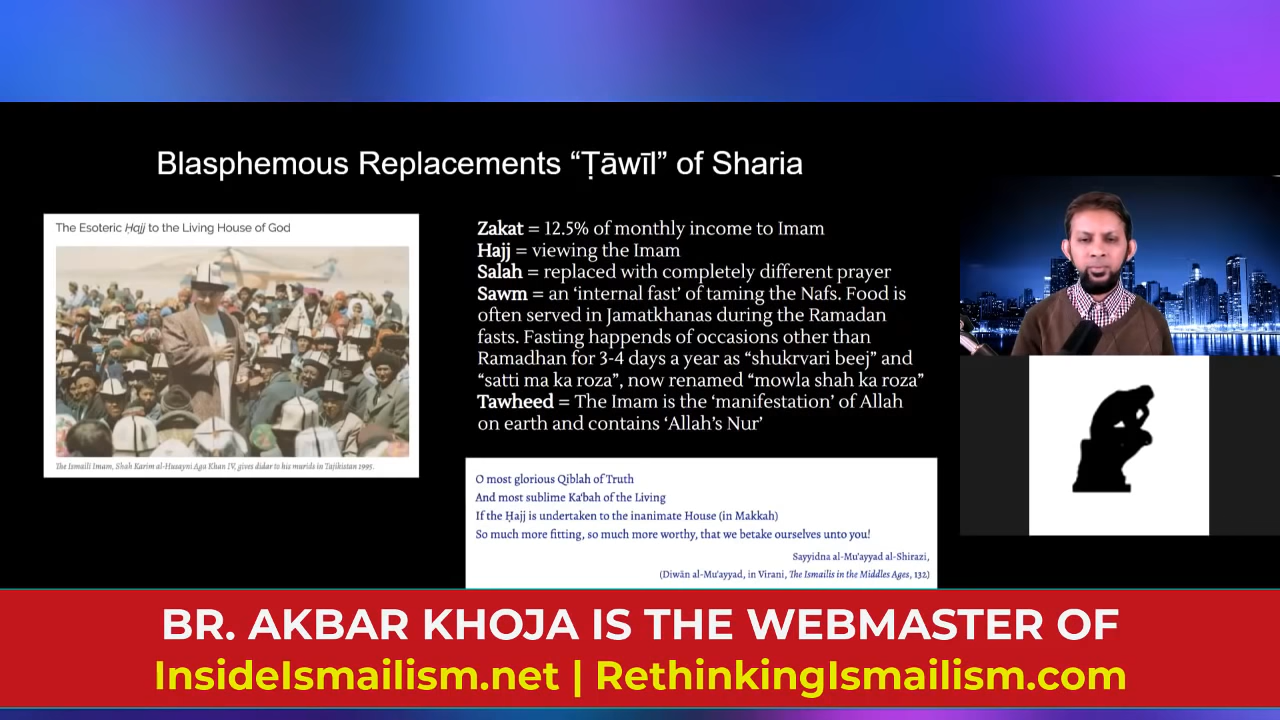 Blasphemous Replacements “Ṭāwīl” of Sharia
The Esoteric Ḥajj to the Living House of God
The Ismaili Imam, Shah Karim al-Husayni Aga Khan IV, gives didar to his murids in Tajikistan 1995.
Zakat = 12.5% of monthly income to Imam
Hajj = viewing the Imam
Salah = replaced with completely different prayer
Sawm = an ‘internal fast’ of taming the Nafs. Food is
often served in Jamatkhanas during the Ramadan
fasts. Fasting happends of occasions other than
Ramadhan for 3-4 days a year as “shukrvari beej” and
“satti ma ka roza”, now renamed “mowla shah ka roza”
Tawheed = The Imam is the ‘manifestation’ of Allah
on earth and contains ‘Allah’s Nur’
O most glorious Qiblah of Truth
And most sublime Ka'bah of the Living
If the Ḥajj is undertaken to the inanimate House (in Makkah)
So much more fitting, so much more worthy, that we betake ourselves unto you!
Sayyidna al-Mu'ayyad al-Shirazi,
(Diwān al-Mu'ayyad, in Virani, The Ismailis in the Middles Ages, 132)
BR. AKBAR KHOJA IS THE WEBMASTER OF
InsideIsmailism.net | RethinkingIsmailism.com